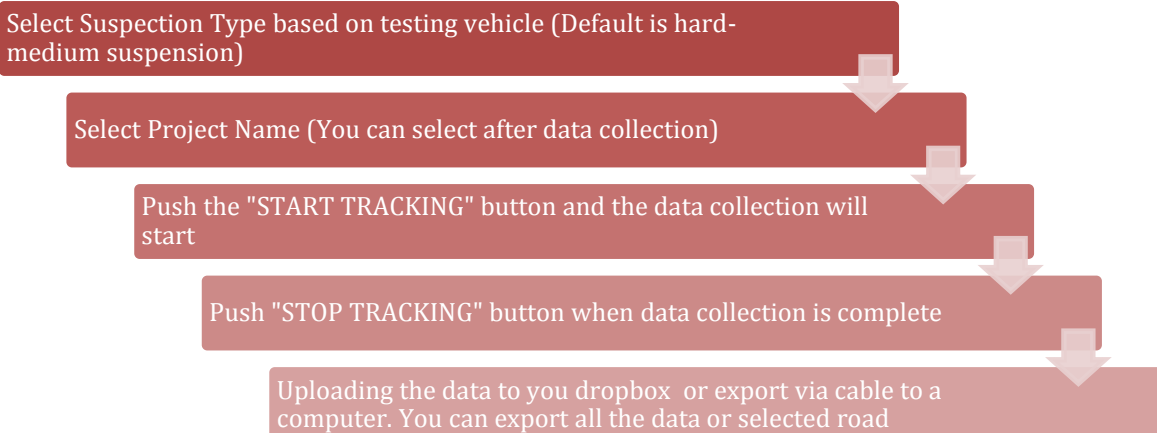 Select Suspection Type based on testing vehicle (Default is hard-
medium suspension)
Select Project Name (You can select after data collection)
Push the "START TRACKING" button and the data collection will
start
Push "STOP TRACKING" button when data collection is complete
Uploading the data to you dropbox or export via cable to a
computer. You can export all the data or selected road